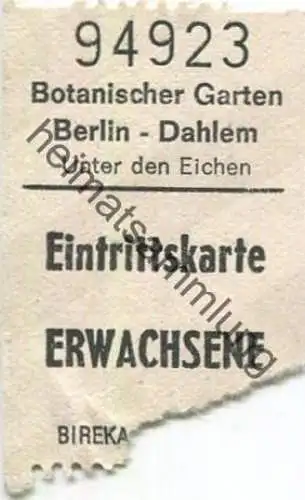 94923
Botanischer Garten
Berlin - Dahlem
Unter den Eichen
Eintrittskarte
ERWACHSENE
BIREKA
heimatsammlung